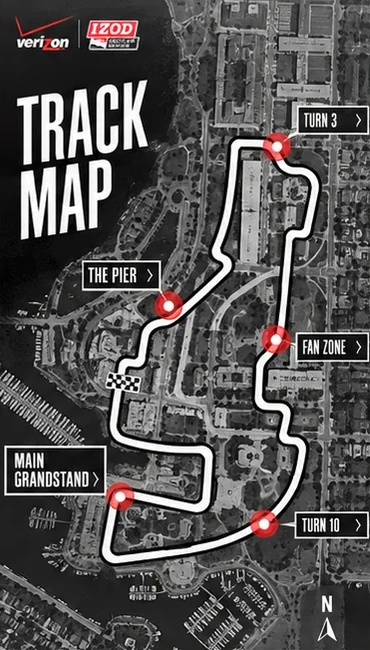 verizon
IZOD
TRACK
MAP
TURN 3
THE PIER
FAN ZONE
MAIN
GRANDSTAND
TURN 10
N